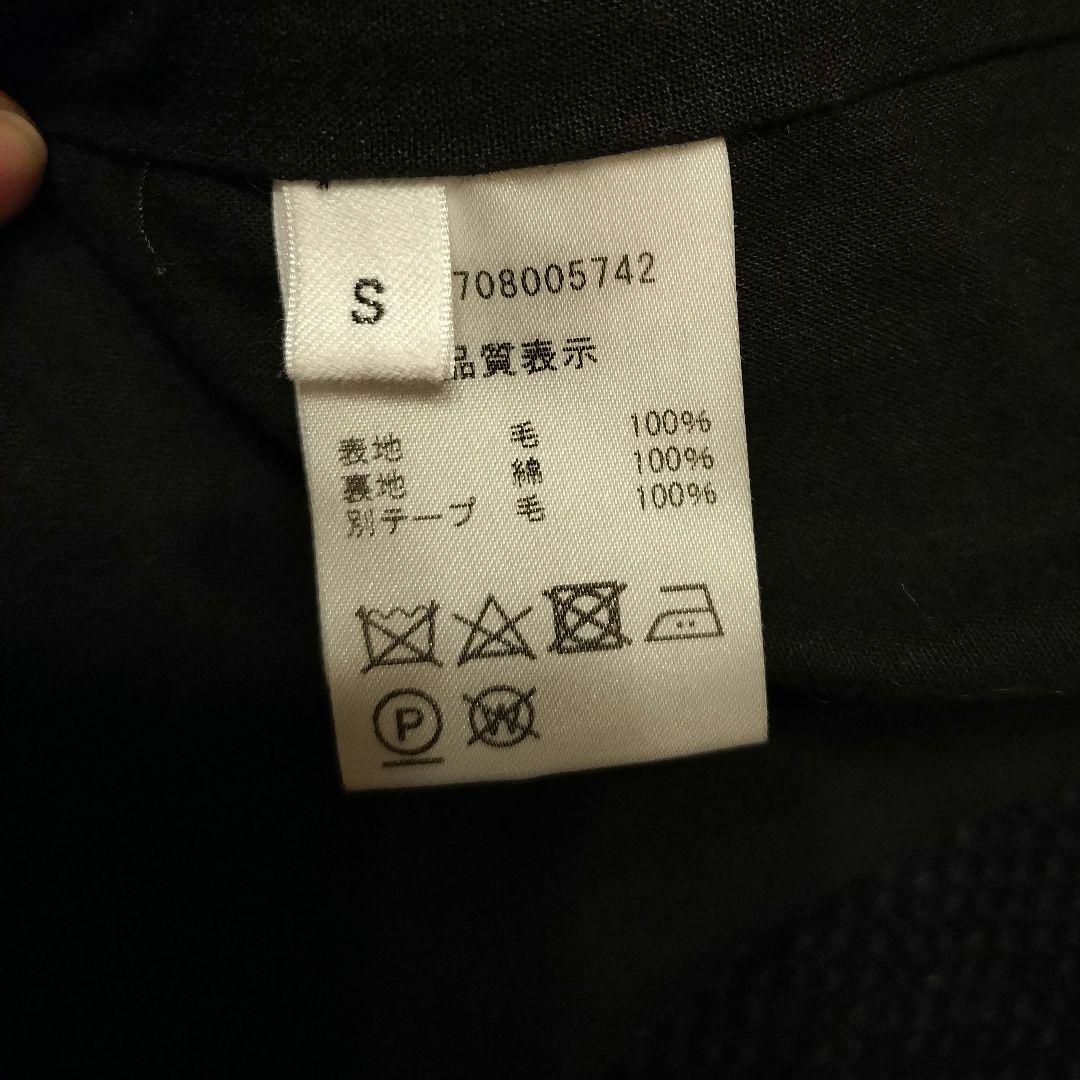 S
708005742
品質表示
表地 毛 100%
裏地 綿 100%
別テープ 毛 100%
P W